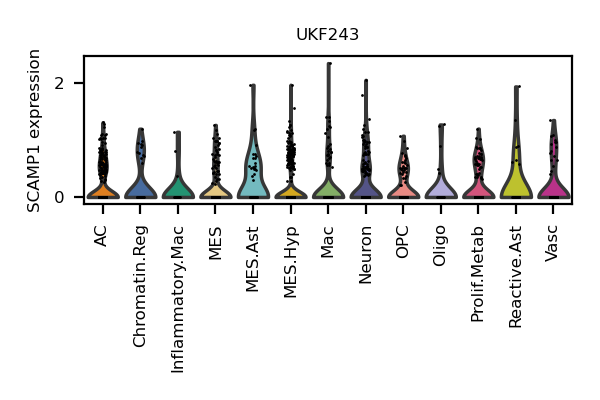 UKF243
SCAMP1 expression
2
0
AC
Chromatin.Reg
Inflammatory.Mac
MES
MES.Ast
MES.Hyp
Mac
Neuron
OPC
Oligo
Prolif.Metab
Reactive.Ast
Vasc